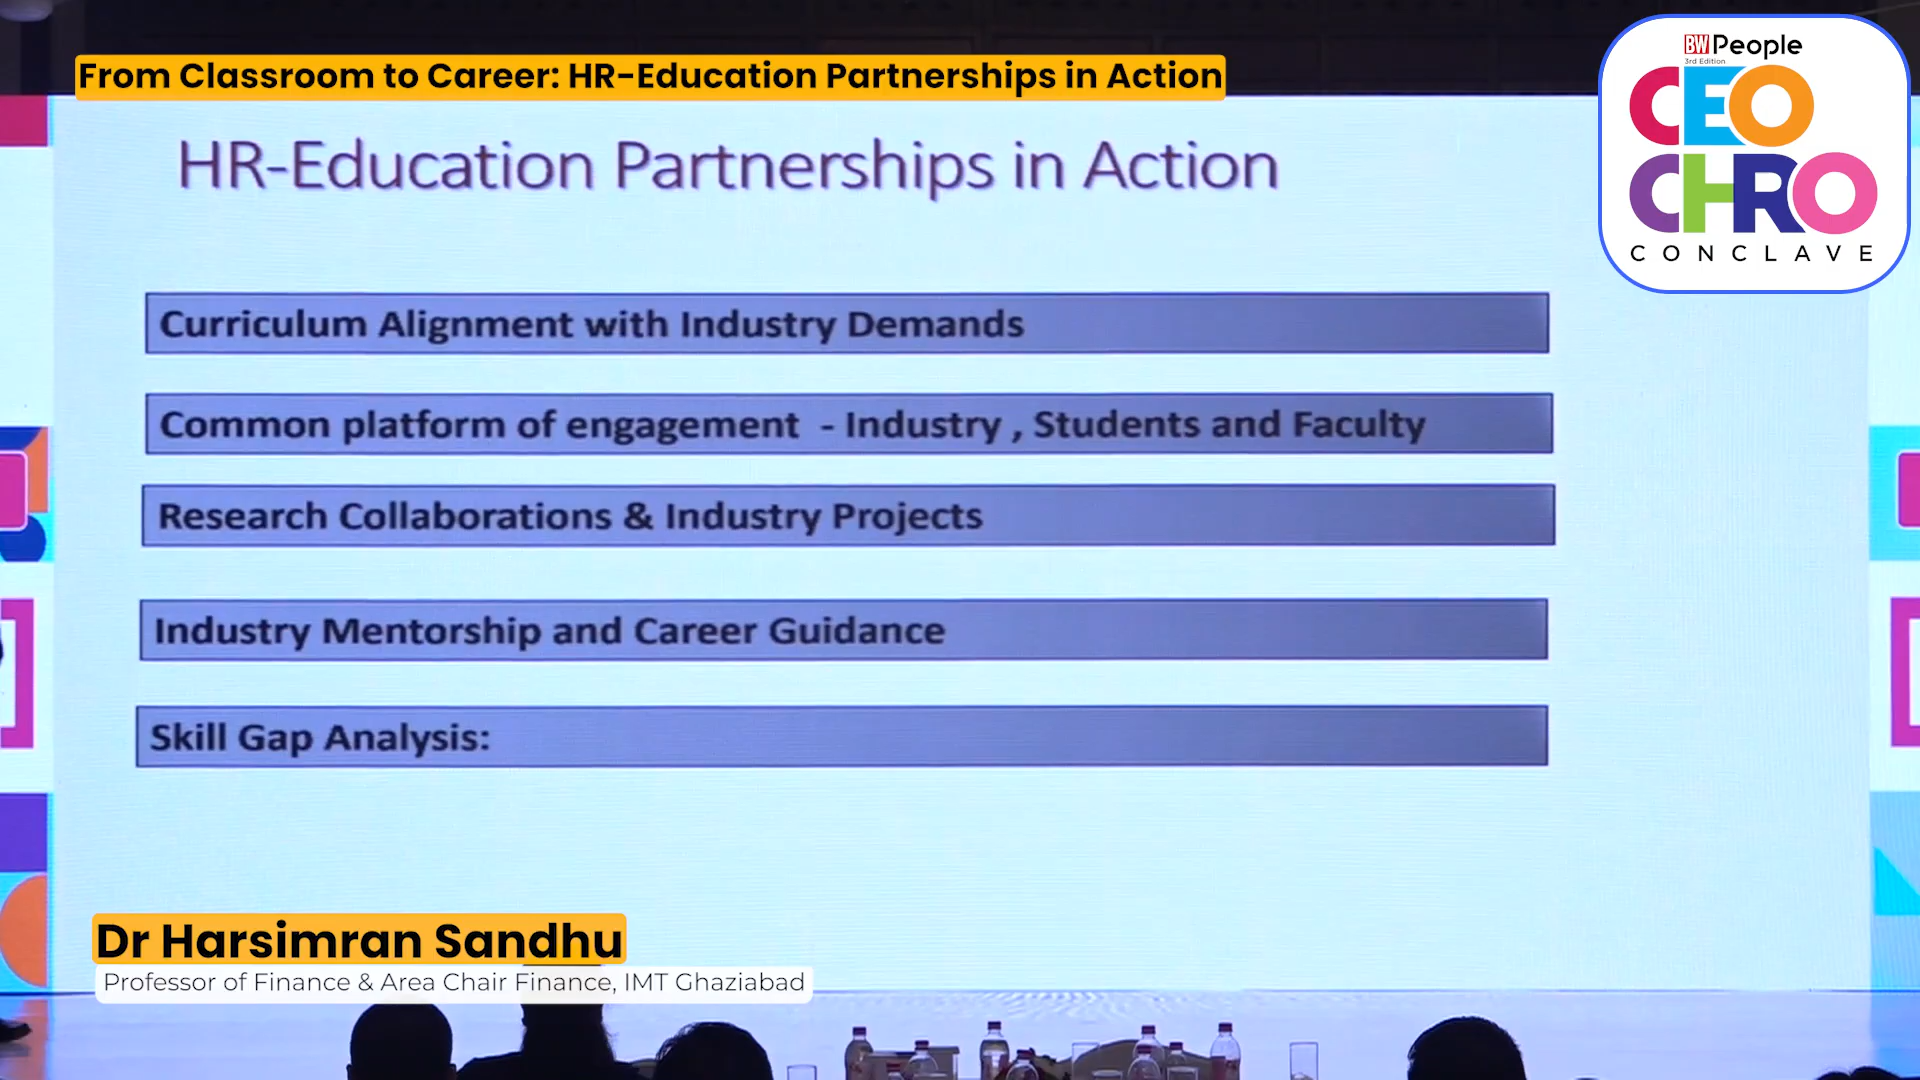 From Classroom to Career: HR-Education Partnerships in Action
BW People
3rd Edition
CEO
CHRO
CONCLAVE
HR-Education Partnerships in Action
Curriculum Alignment with Industry Demands
Common platform of engagement - Industry , Students and Faculty
Research Collaborations & Industry Projects
Industry Mentorship and Career Guidance
Skill Gap Analysis:
Dr Harsimran Sandhu
Professor of Finance & Area Chair Finance, IMT Ghaziabad